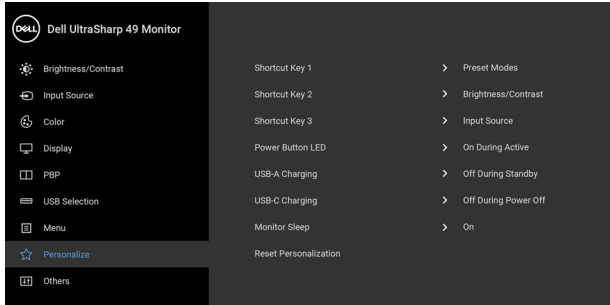 DELL Dell UltraSharp 49 Monitor
Brightness/Contrast
Input Source
Color
Display
PBP
USB Selection
Menu
Personalize
Others
Shortcut Key 1 > Preset Modes
Shortcut Key 2 > Brightness/Contrast
Shortcut Key 3 > Input Source
Power Button LED > On During Active
USB-A Charging > Off During Standby
USB-C Charging > Off During Power Off
Monitor Sleep > On
Reset Personalization